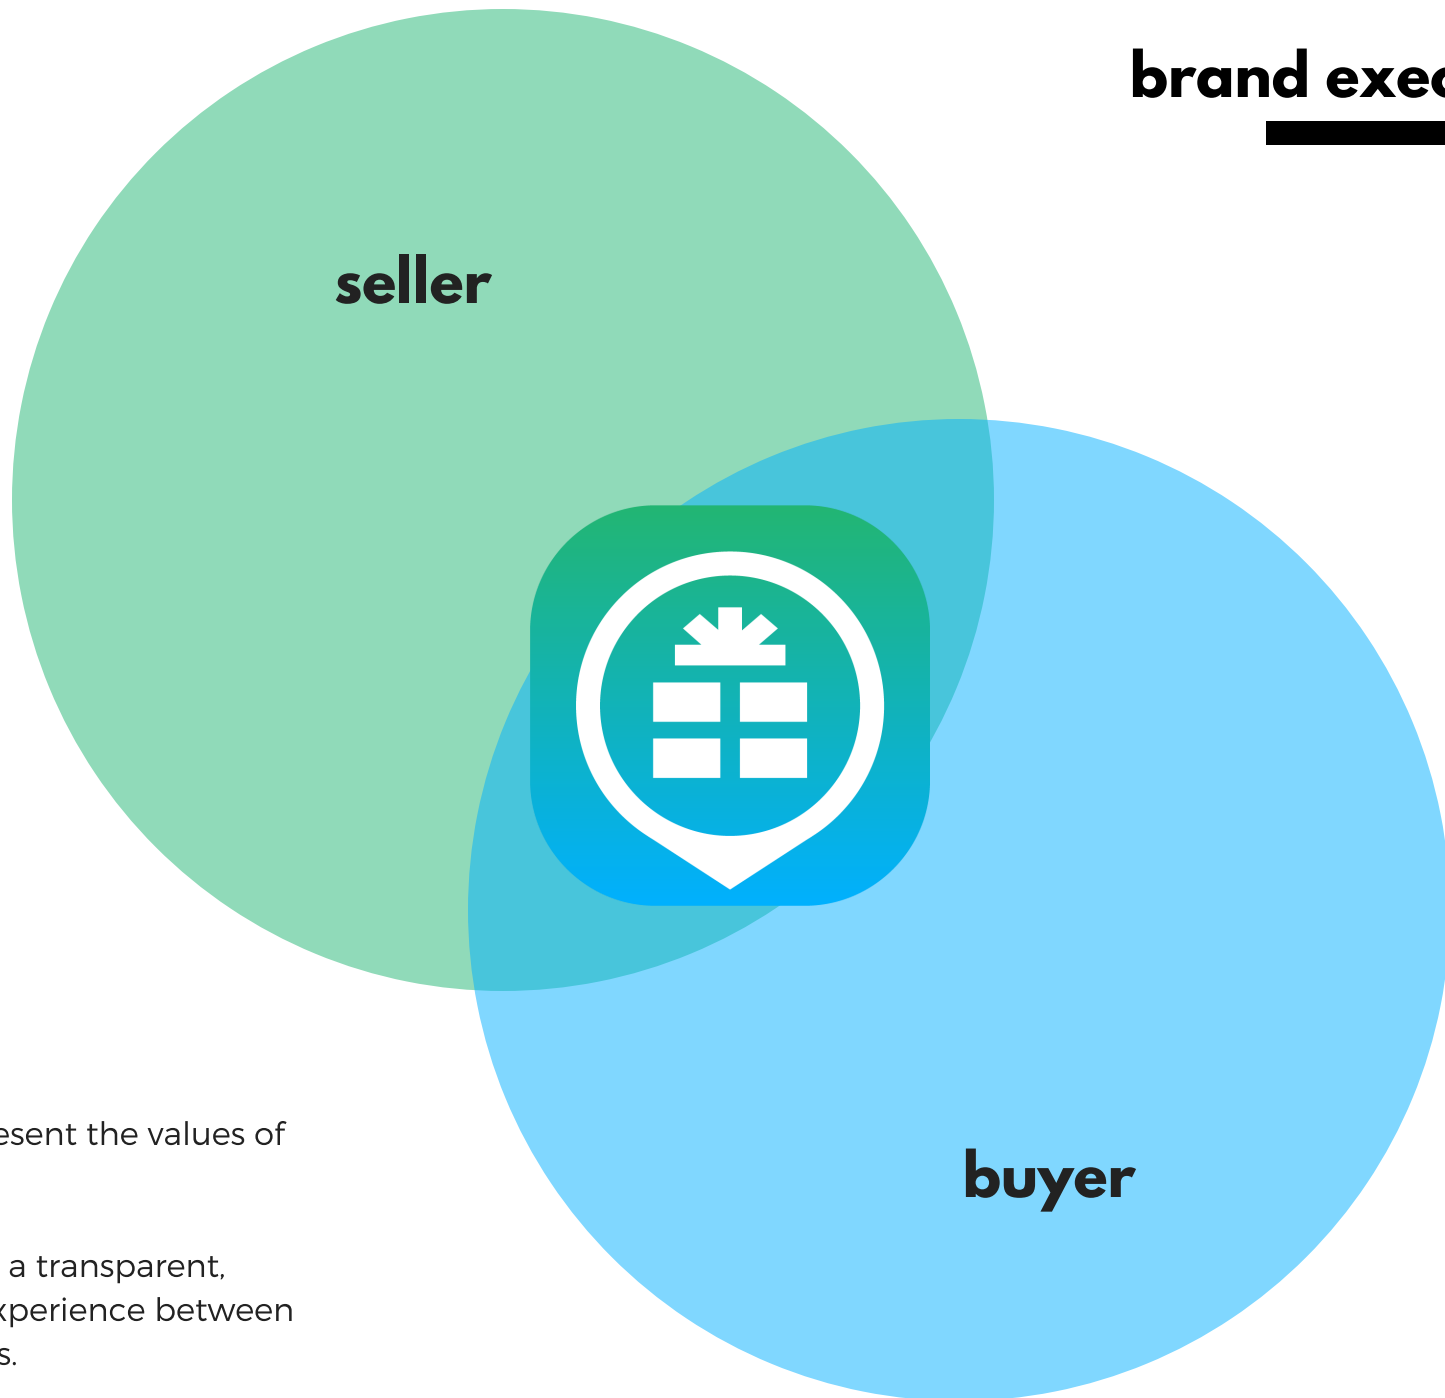 brand exec
seller
buyer
esent the values of
a transparent,
xperience between
s.